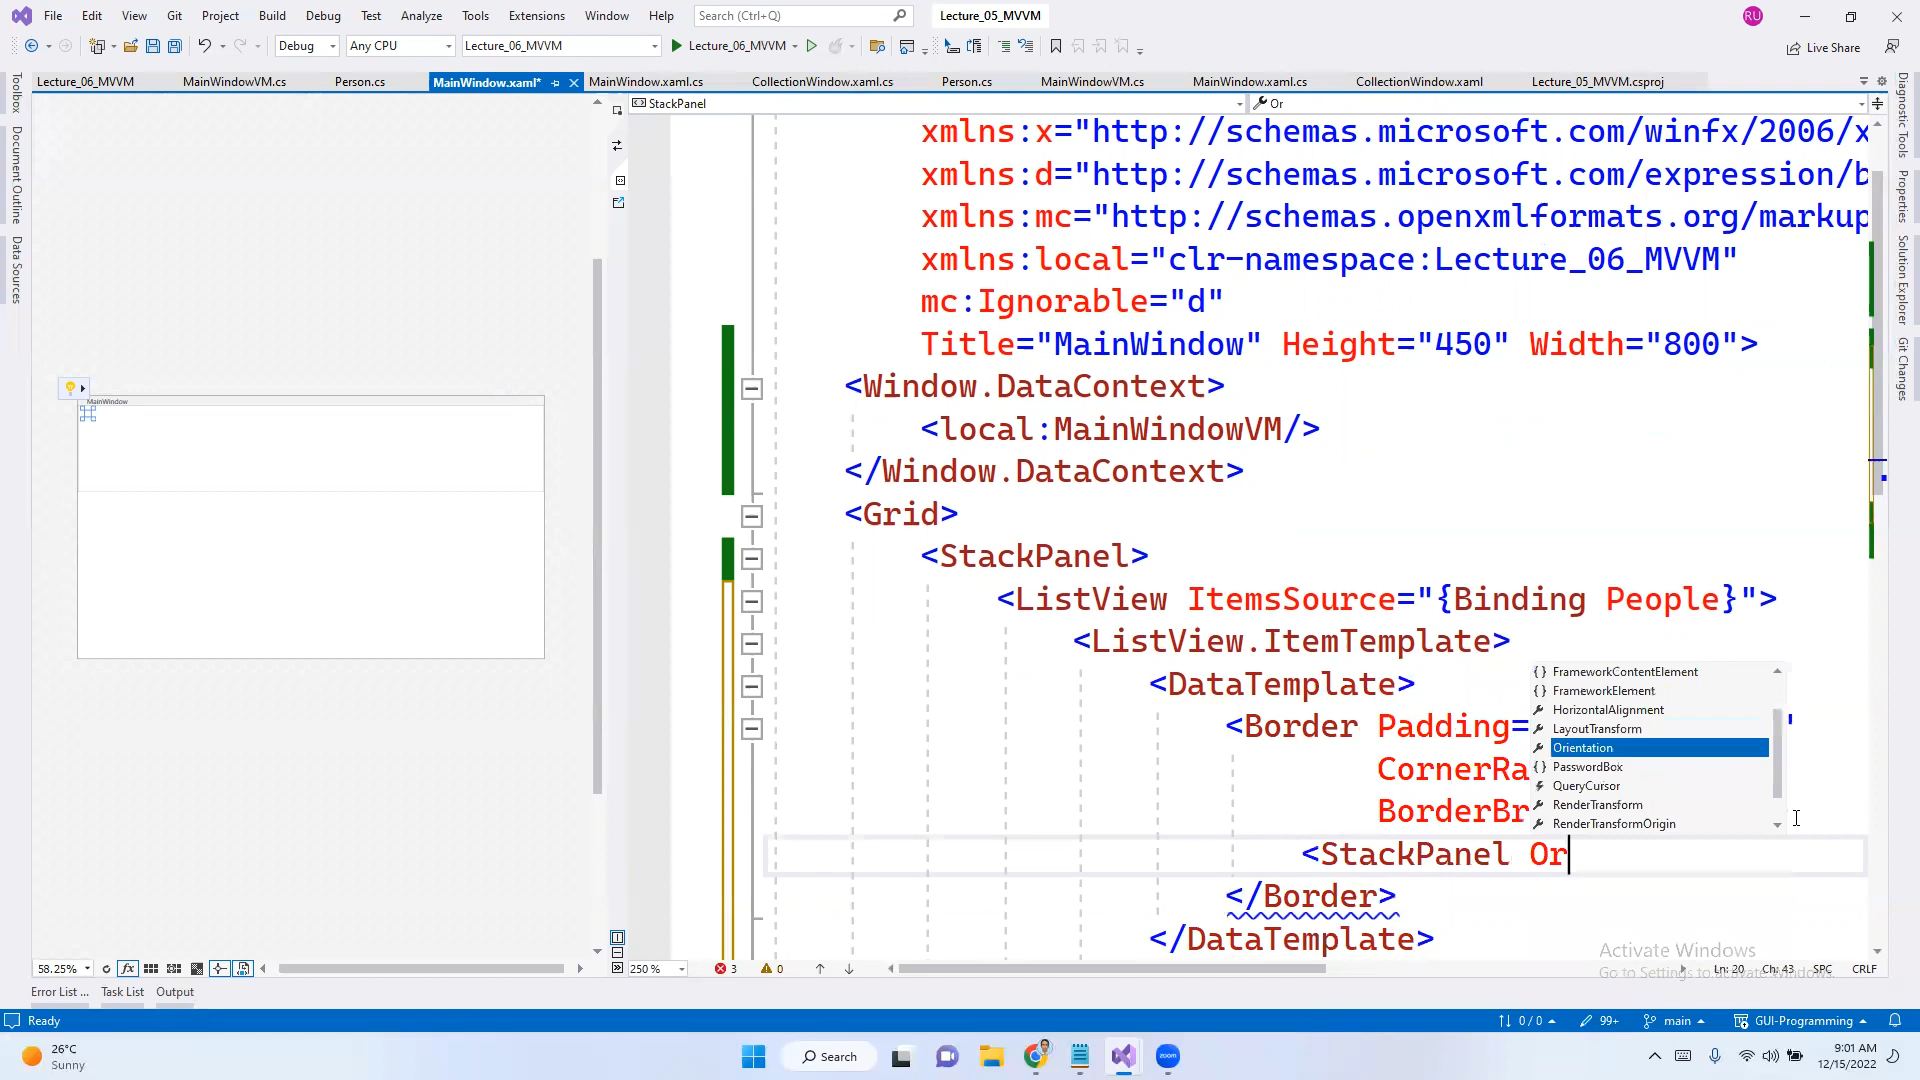 File Edit View Git Project Build Debug Test Analyze Tools Extensions Window Help Search (Ctrl+Q) Lecture_05_MVVM RU
Debug Any CPU Lecture_06_MVVM Lecture_06_MVVM Live Share
Lecture_06_MVVM MainWindowVM.cs Person.cs MainWindow.xaml* MainWindow.xaml.cs CollectionWindow.xaml.cs Person.cs MainWindowVM.cs MainWindow.xaml.cs CollectionWindow.xaml Lecture_05_MVVM.csproj
StackPanel Or
Toolbox
Document Outline
Data Sources
Diagnostic Tools
Properties
Solution Explorer
Git Changes
MainWindow
xmlns:x="http://schemas.microsoft.com/winfx/2006/x
xmlns:d="http://schemas.microsoft.com/expression/b
xmlns:mc="http://schemas.openxmlformats.org/markup
xmlns:local="clr-namespace:Lecture_06_MVVM"
mc:Ignorable="d"
Title="MainWindow" Height="450" Width="800">
<Window.DataContext>
<local:MainWindowVM/>
</Window.DataContext>
<Grid>
<StackPanel>
<ListView ItemsSource="{Binding People}">
<ListView.ItemTemplate>
<DataTemplate>
<Border Padding=
CornerRa
BorderBr
<StackPanel Or
</Border>
</DataTemplate>
FrameworkContentElement
FrameworkElement
HorizontalAlignment
LayoutTransform
Orientation
PasswordBox
QueryCursor
RenderTransform
RenderTransformOrigin
Activate Windows
Go to Settings to activate Windows.
58.25% fx 250 % 3 0 Ln: 20 Ch: 43 SPC CRLF
Error List ... Task List Output
Ready 0 / 0 99+ main GUI-Programming
26°C
Sunny
Search
zoom
9:01 AM
12/15/2022